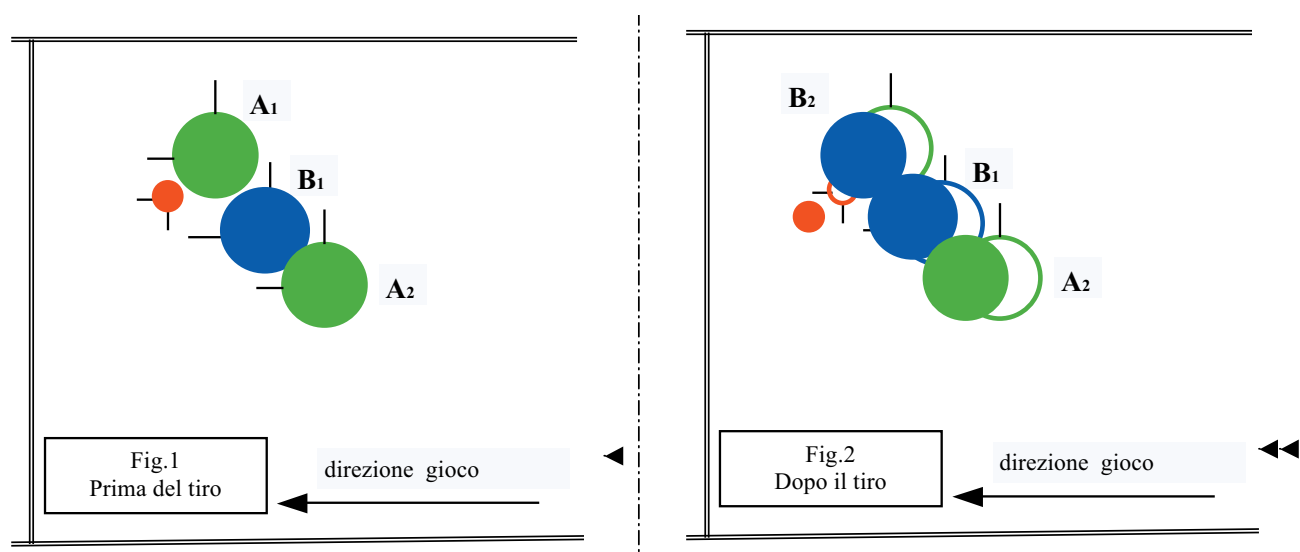 A1
B1
A2
Fig.1
Prima del tiro
direzione gioco
B2
B1
A2
Fig.2
Dopo il tiro
direzione gioco